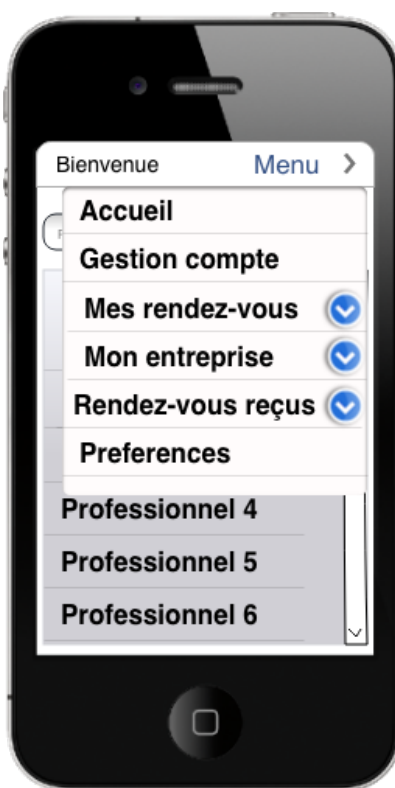 Bienvenue Menu
Accueil
Gestion compte
Mes rendez-vous
Mon entreprise
Rendez-vous reçus
Preferences
Professionnel 4
Professionnel 5
Professionnel 6